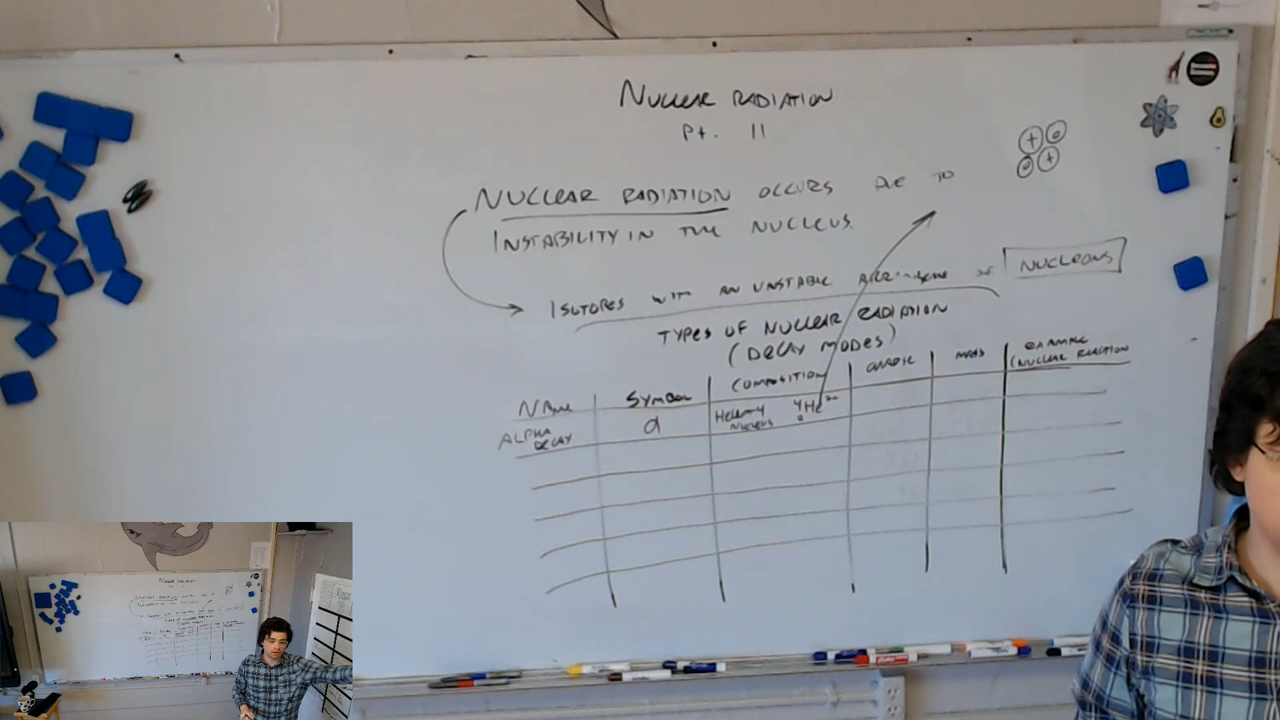 NUCLEAR RADIATION
Pt. II
NUCLEAR RADIATION OCCURS DUE TO
INSTABILITY IN THE NUCLEUS.
ISOTOPES WITH AN UNSTABLE ARRANGEMENT OF NUCLEONS
TYPES OF NUCLEAR RADIATION
(DECAY MODES)
NAME SYMBOL COMPOSITION CHARGE MASS EXAMPLE
(NUCLEAR REACTION
ALPHA DECAY α HELIUM-4 NUCLEUS ⁴₂He²⁺